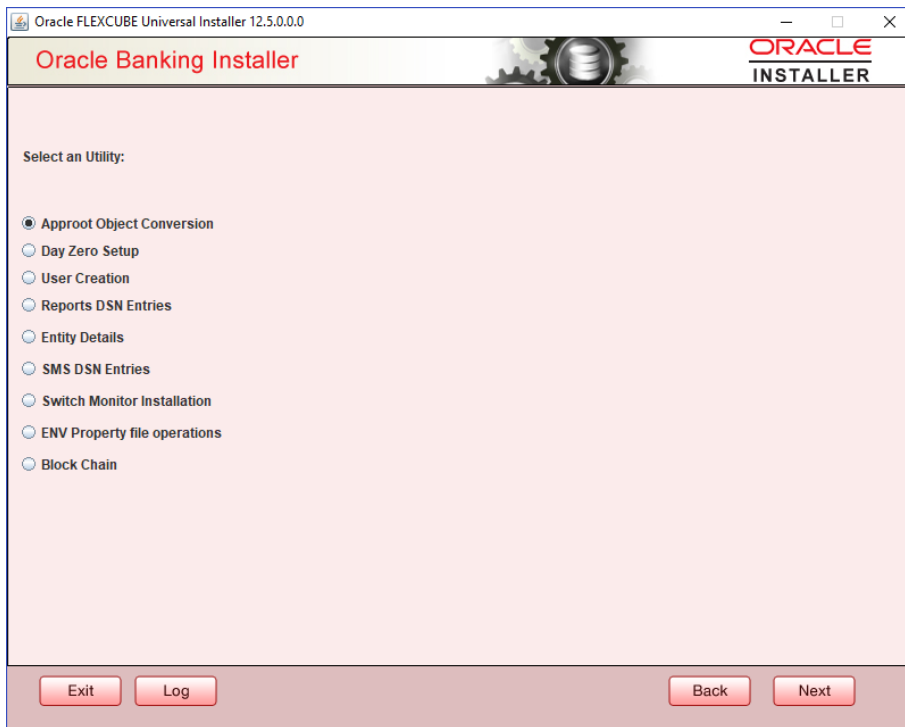 Oracle FLEXCUBE Universal Installer 12.5.0.0.0
Oracle Banking Installer
ORACLE
INSTALLER
Select an Utility:
Approot Object Conversion
Day Zero Setup
User Creation
Reports DSN Entries
Entity Details
SMS DSN Entries
Switch Monitor Installation
ENV Property file operations
Block Chain
Exit Log Back Next